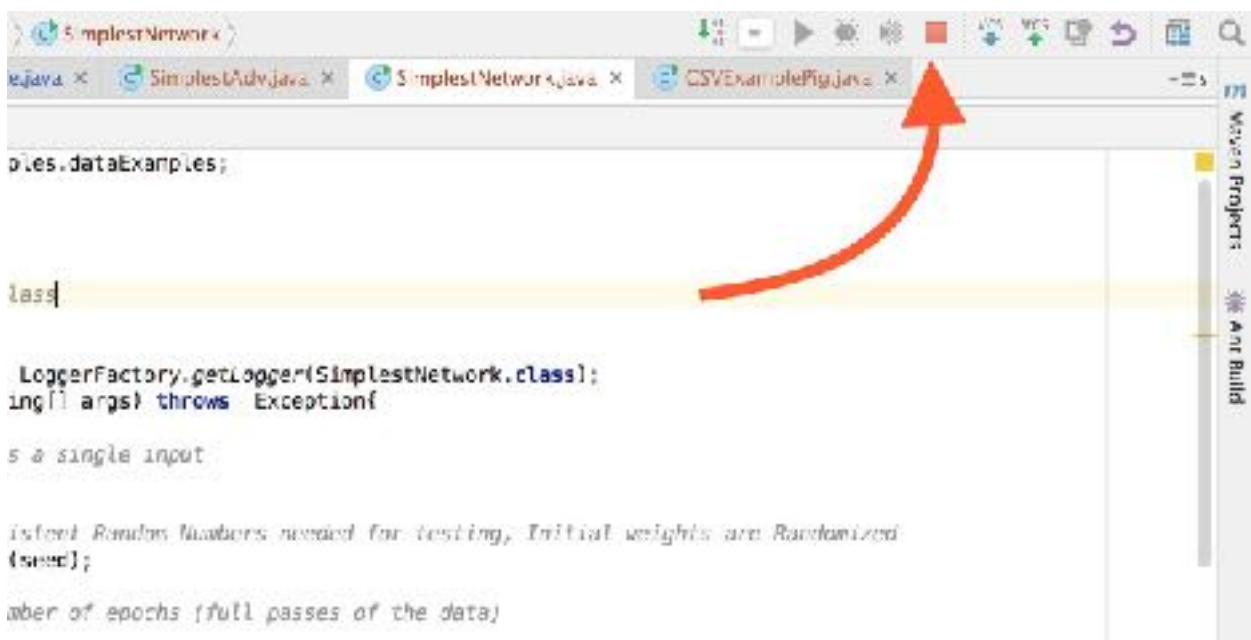 SimplestNetwork
e.java × SimplestAdv.java × SimplestNetwork.java × CSVExamplePig.java ×
ples.dataExamples;
lass
LoggerFactory.getLogger(SimplestNetwork.class);
ing[] args) throws Exception{
s a single input
istent Random Numbers needed for testing, Initial weights are Randomized
(seed);
mber of epochs (full passes of the data)
Maven Projects
Ant Build